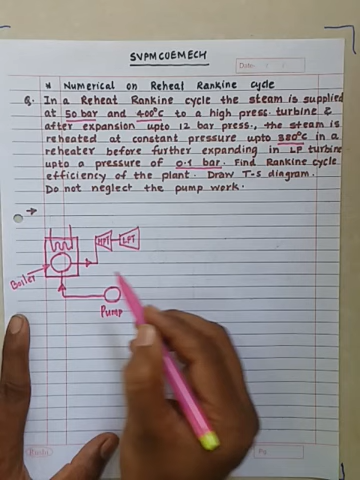 SVPMCOEMECH
Date: / /
* Numerical on Reheat Rankine Cycle
Q. In a Reheat Rankine cycle the steam is supplied
at 50 bar and 400°C to a high press. turbine &
after expansion upto 12 bar press., the steam is
reheated at constant pressure upto 380°C in a
reheater before further expanding in LP turbine
upto a pressure of 0.1 bar. Find Rankine cycle
efficiency of the plant. Draw T-S diagram.
Do not neglect the pump work.
→
HPT LPT
Boiler
Pump
Pg